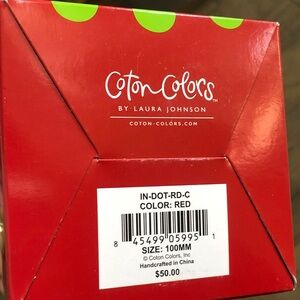 Coton Colors™
BY LAURA JOHNSON
COTON-COLORS.COM
IN-DOT-RD-C
COLOR: RED
8 45499 05995 1
SIZE: 100MM
© Coton Colors, Inc
Handcrafted in China
$50.00